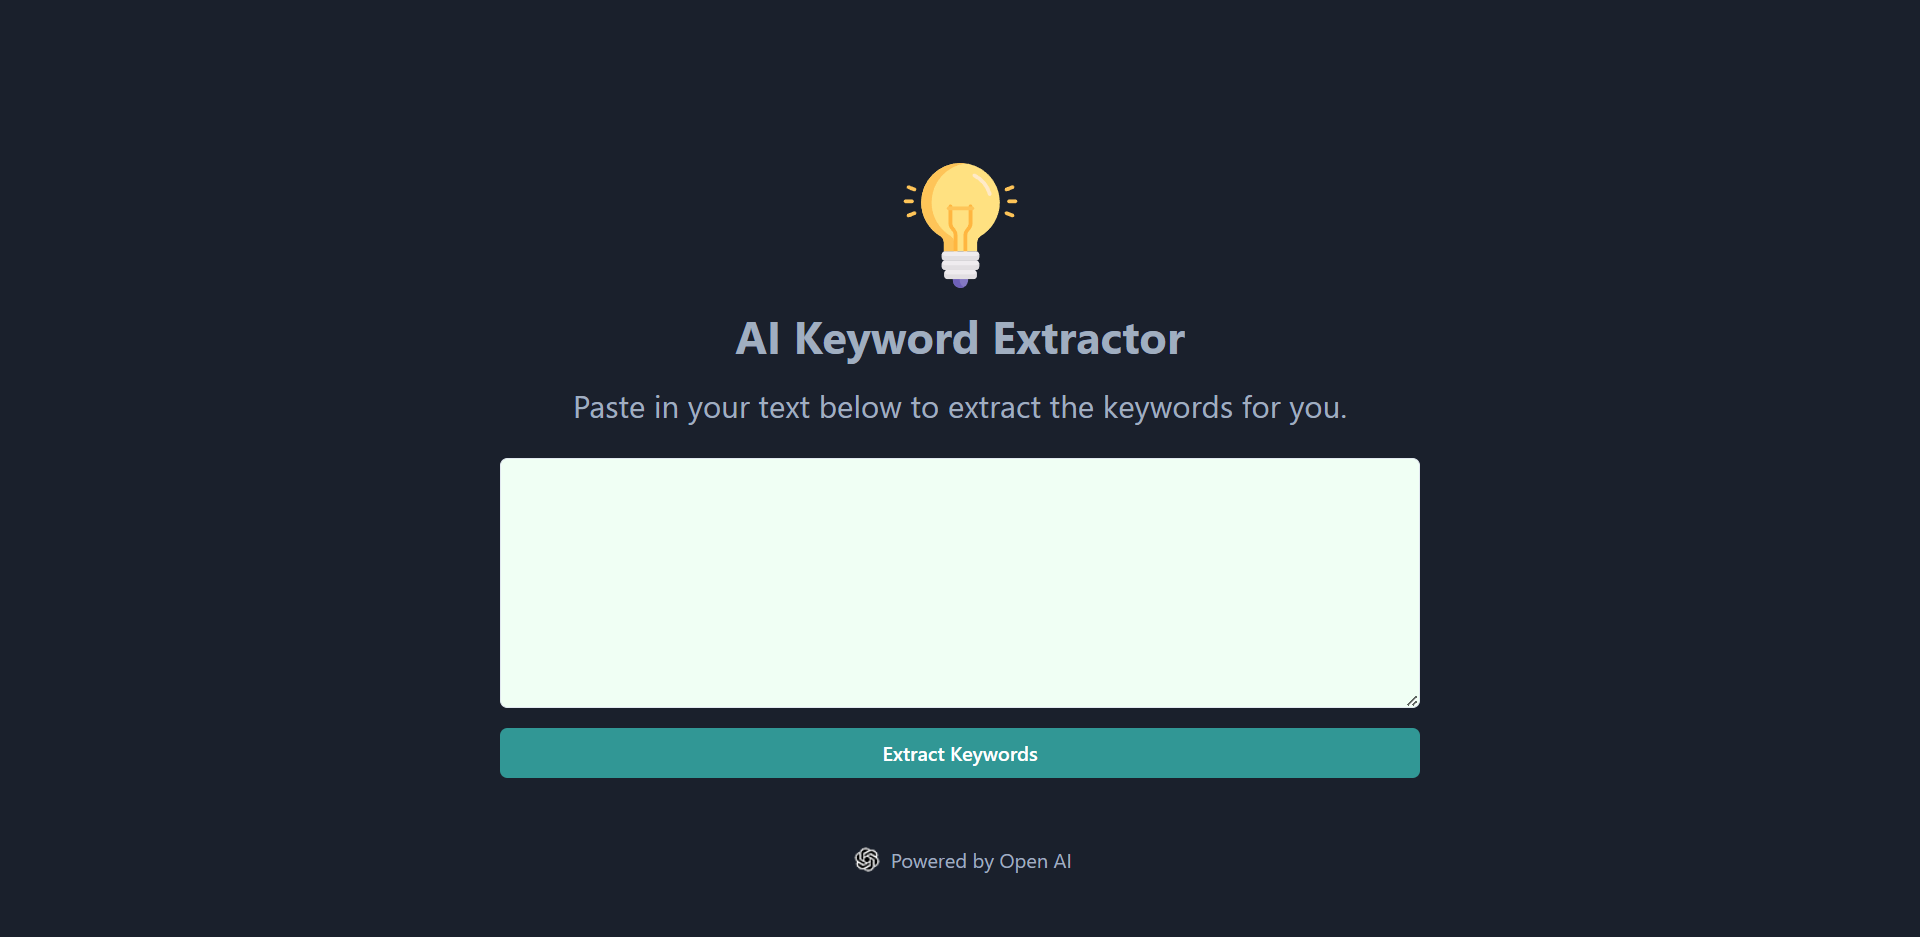 AI Keyword Extractor
Paste in your text below to extract the keywords for you.
Extract Keywords
Powered by Open AI